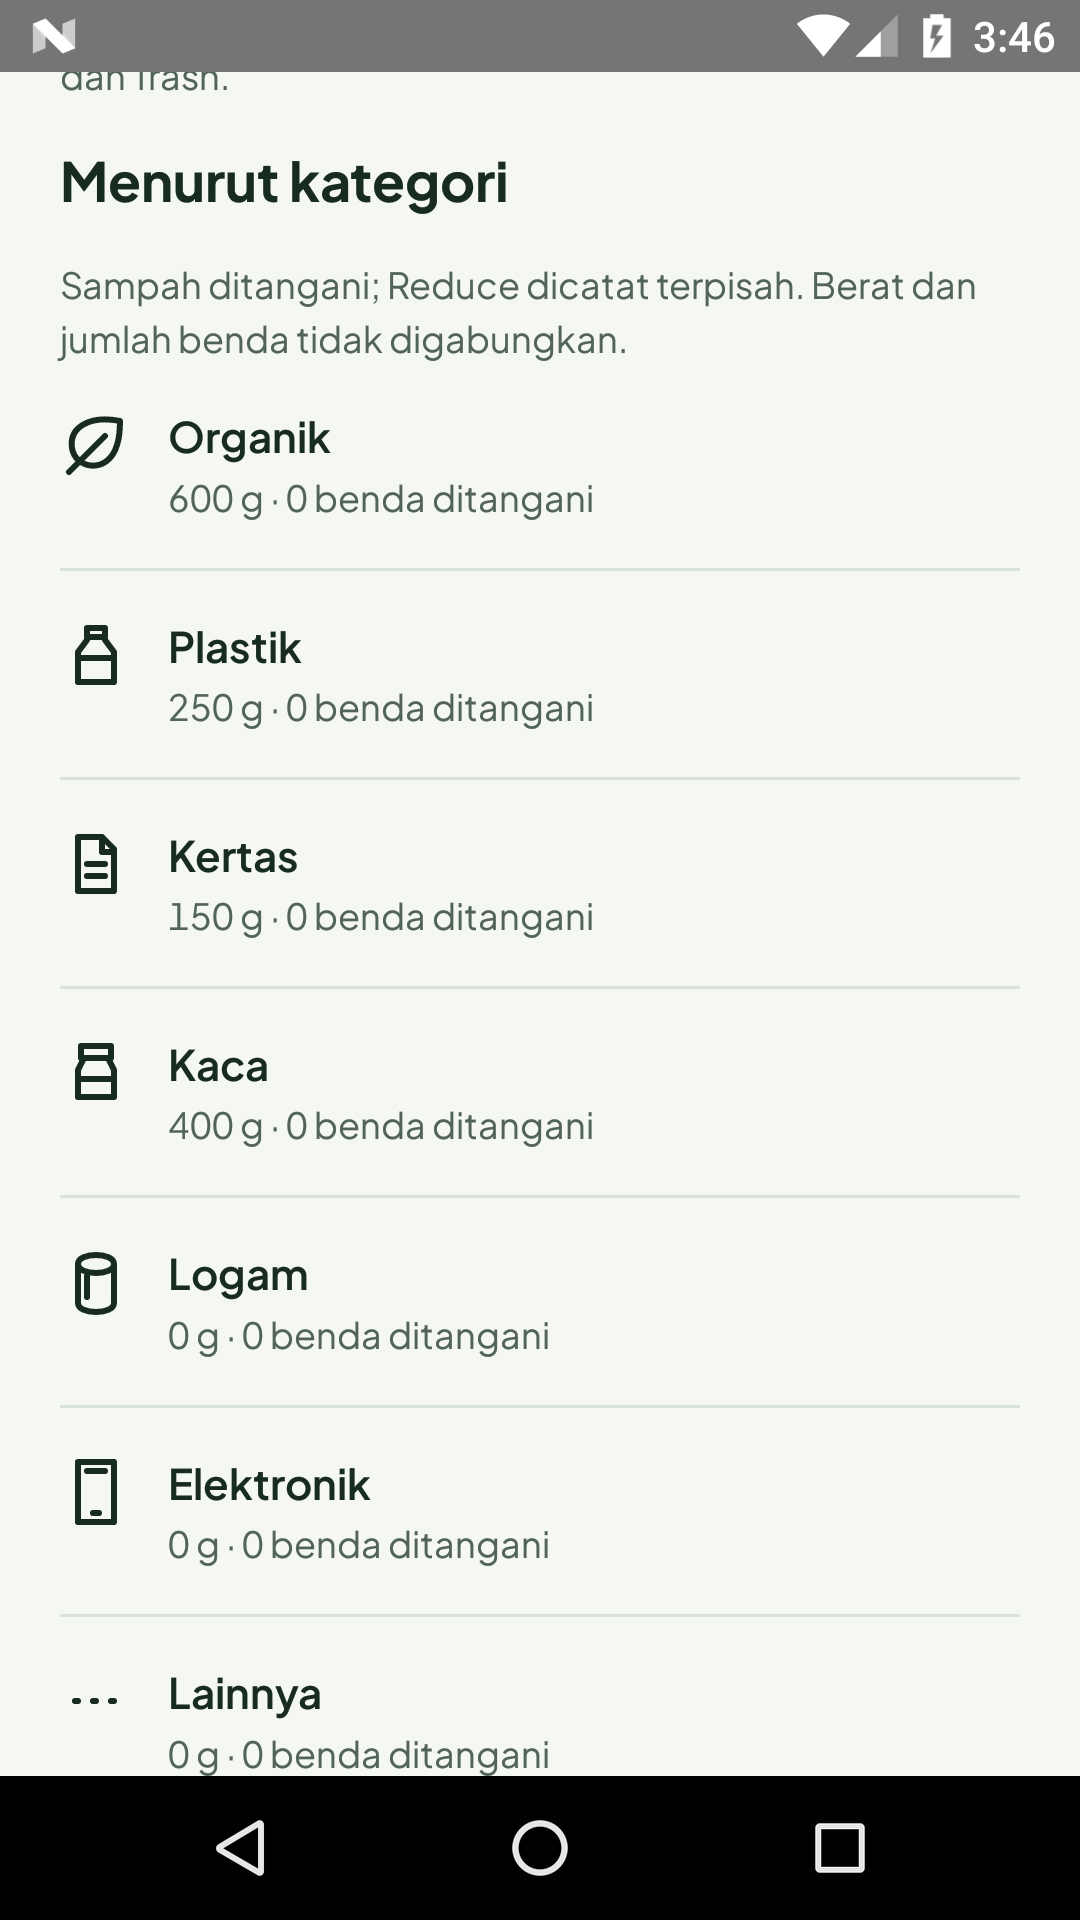 3:46
dan Trash.
Menurut kategori
Sampah ditangani; Reduce dicatat terpisah. Berat dan
jumlah benda tidak digabungkan.
Organik
600 g · 0 benda ditangani
Plastik
250 g · 0 benda ditangani
Kertas
150 g · 0 benda ditangani
Kaca
400 g · 0 benda ditangani
Logam
0 g · 0 benda ditangani
Elektronik
0 g · 0 benda ditangani
Lainnya
0 g · 0 benda ditangani